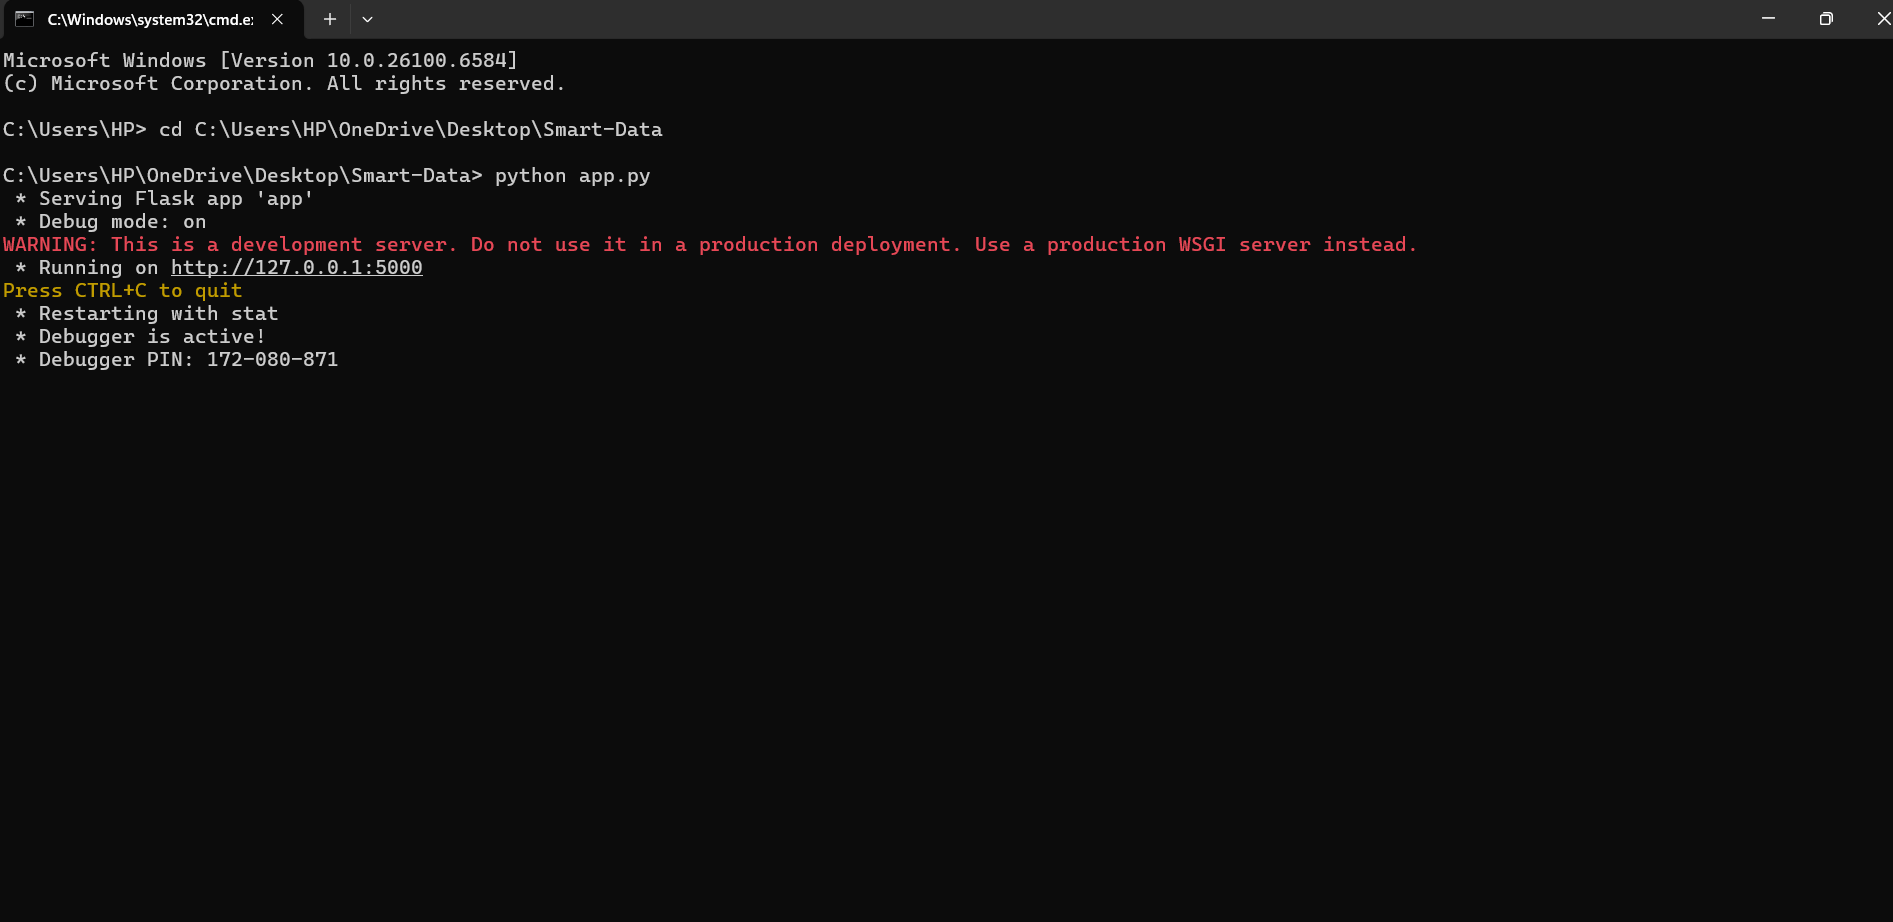 C:\Windows\system32\cmd.e
Microsoft Windows [Version 10.0.26100.6584]
(c) Microsoft Corporation. All rights reserved.
C:\Users\HP> cd C:\Users\HP\OneDrive\Desktop\Smart-Data
C:\Users\HP\OneDrive\Desktop\Smart-Data> python app.py
* Serving Flask app 'app'
* Debug mode: on
WARNING: This is a development server. Do not use it in a production deployment. Use a production WSGI server instead.
* Running on http://127.0.0.1:5000
Press CTRL+C to quit
* Restarting with stat
* Debugger is active!
* Debugger PIN: 172-080-871